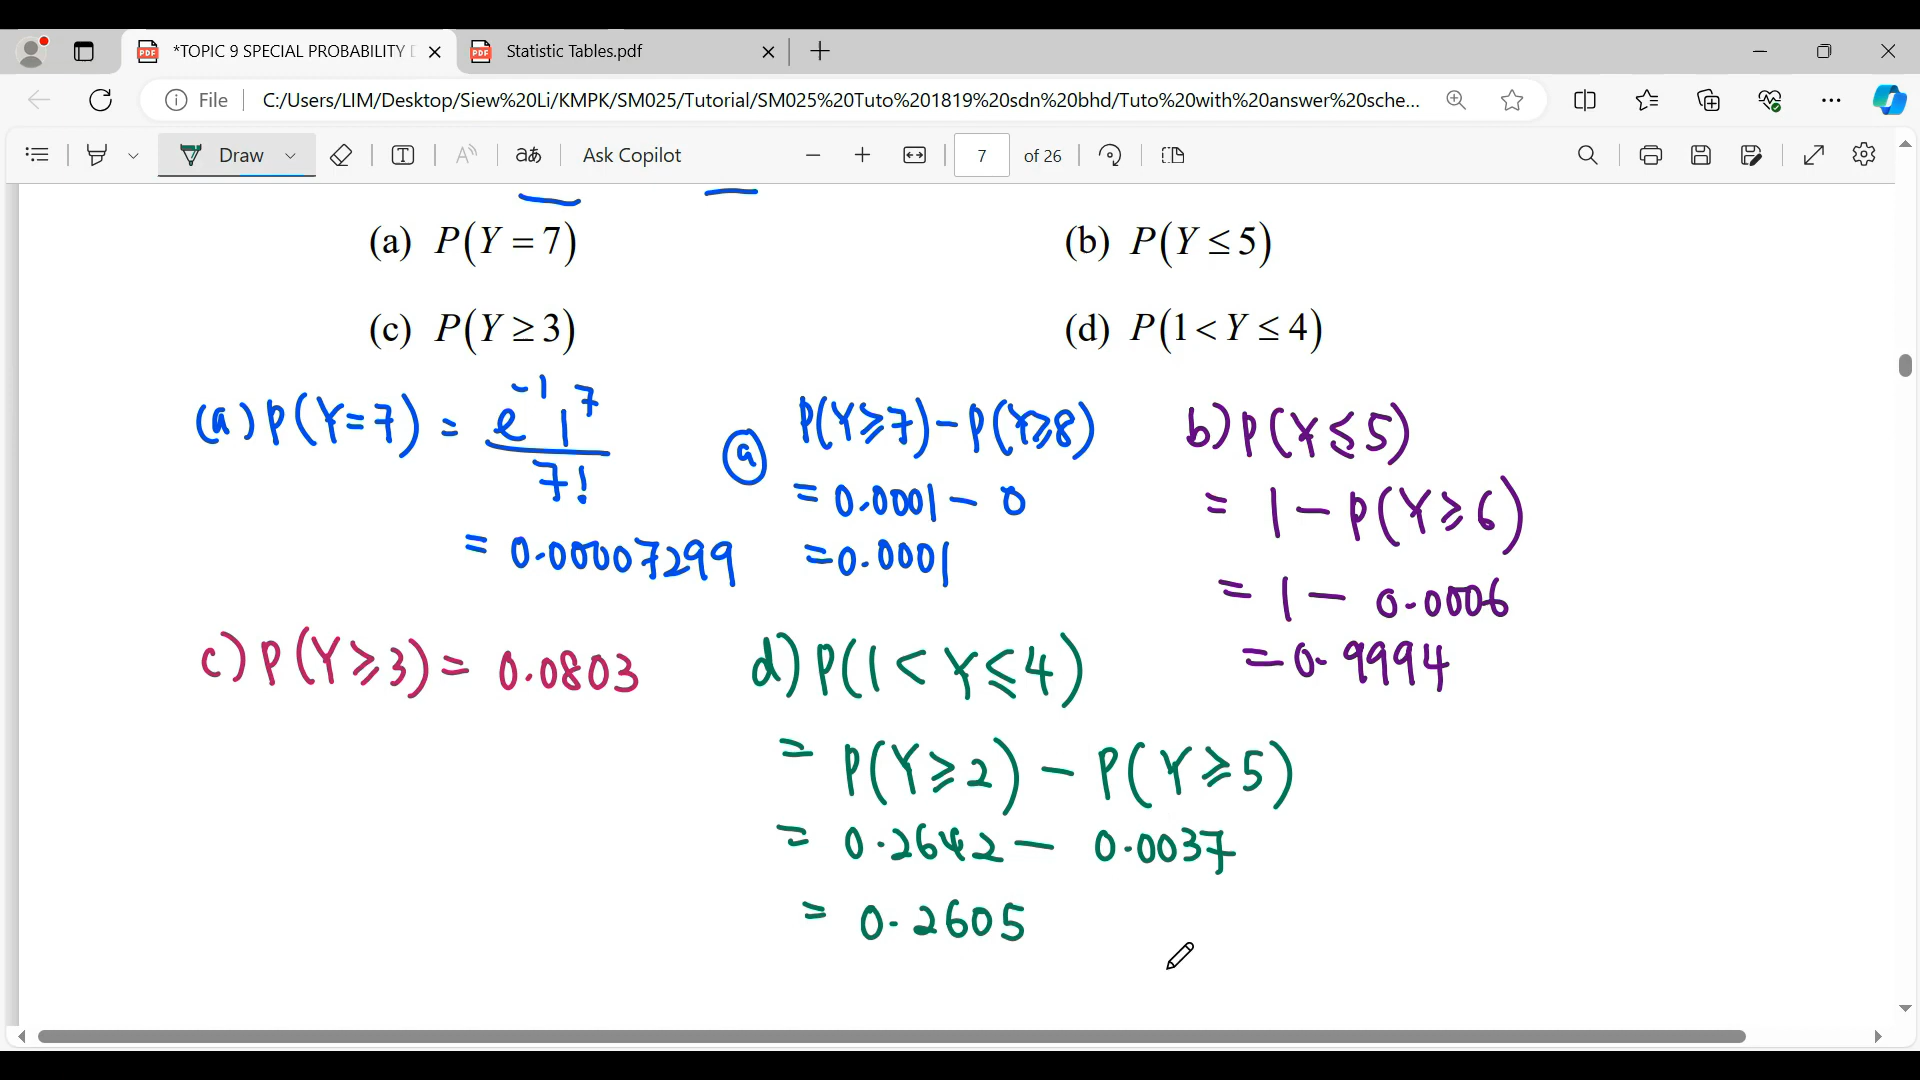 *TOPIC 9 SPECIAL PROBABILITY D
Statistic Tables.pdf
File
C:/Users/LIM/Desktop/Siew%20Li/KMPK/SM025/Tutorial/SM025%20Tuto%201819%20sdn%20bhd/Tuto%20with%20answer%20sche...
Draw
Ask Copilot
7 of 26
(a) P(Y = 7)
(b) P(Y ≤ 5)
(c) P(Y ≥ 3)
(d) P(1 < Y ≤ 4)
(a) P(Y=7) = e^-1 1^7 / 7!
= 0.00007299
(a) P(Y≥7) - P(Y≥8)
= 0.0001 - 0
= 0.0001
b) P(Y ≤ 5)
= 1 - P(Y≥6)
= 1 - 0.0006
= 0.9994
c) P(Y≥3) = 0.0803
d) P(1 < Y ≤ 4)
= P(Y≥2) - P(Y≥5)
= 0.2642 - 0.0037
= 0.2605